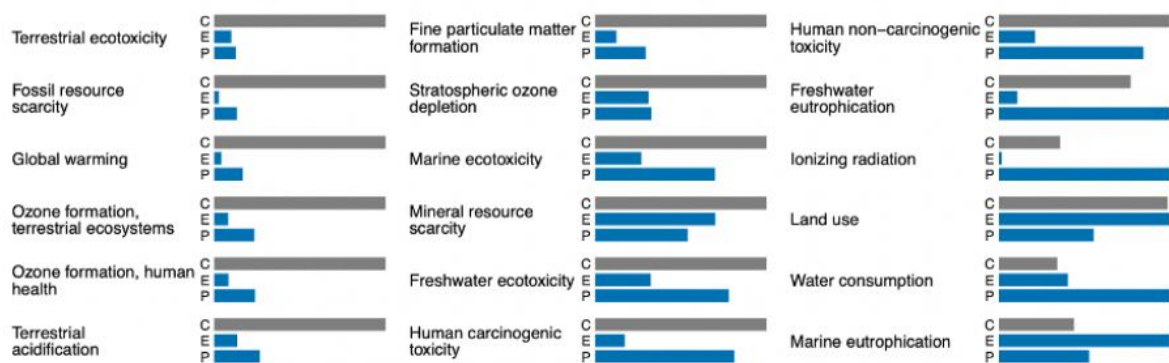 Terrestrial ecotoxicity
C
E
P
Fossil resource
scarcity
C
E
P
Global warming
C
E
P
Ozone formation,
terrestrial ecosystems
C
E
P
Ozone formation, human
health
C
E
P
Terrestrial
acidification
C
E
P
Fine particulate matter
formation
C
E
P
Stratospheric ozone
depletion
C
E
P
Marine ecotoxicity
C
E
P
Mineral resource
scarcity
C
E
P
Freshwater ecotoxicity
C
E
P
Human carcinogenic
toxicity
C
E
P
Human non−carcinogenic
toxicity
C
E
P
Freshwater
eutrophication
C
E
P
Ionizing radiation
C
E
P
Land use
C
E
P
Water consumption
C
E
P
Marine eutrophication
C
E
P